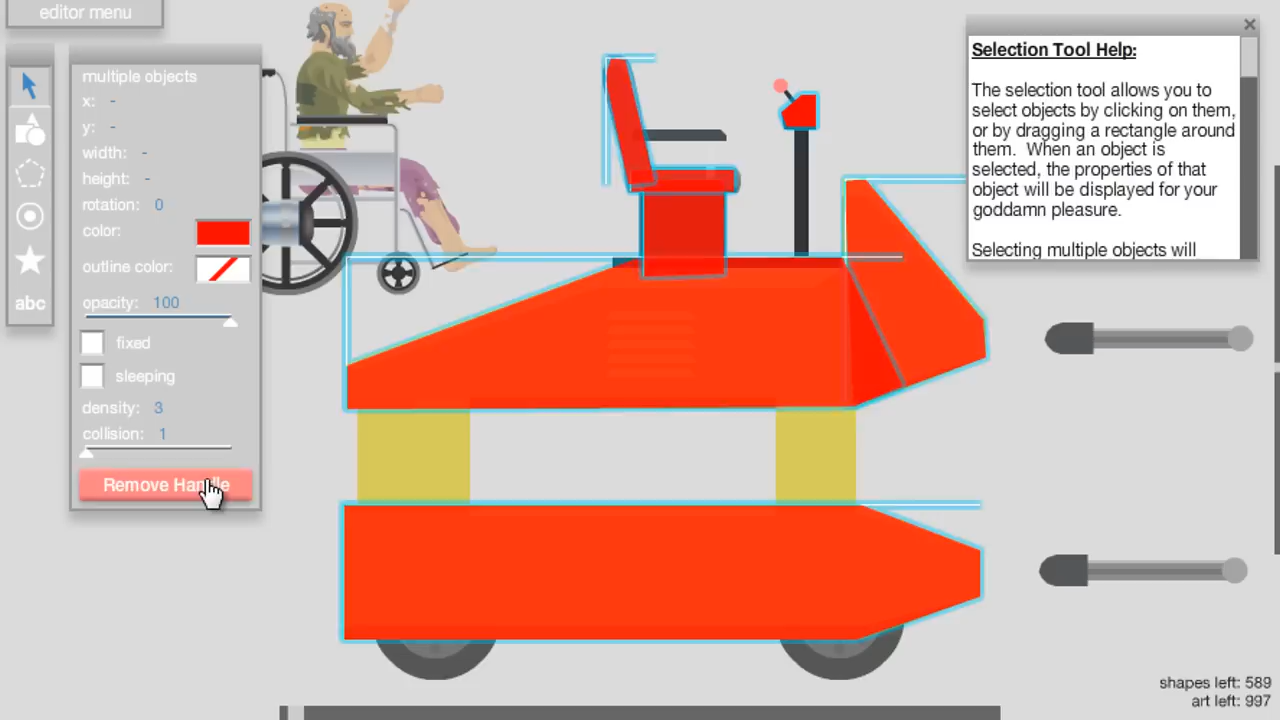 editor menu
multiple objects
x: -
y: -
width: -
height: -
rotation: 0
color:
outline color:
opacity: 100
fixed
sleeping
density: 3
collision: 1
Remove Handle
abc
Selection Tool Help:
The selection tool allows you to
select objects by clicking on them,
or by dragging a rectangle around
them. When an object is
selected, the properties of that
object will be displayed for your
goddamn pleasure.
Selecting multiple objects will
shapes left: 589
art left: 997